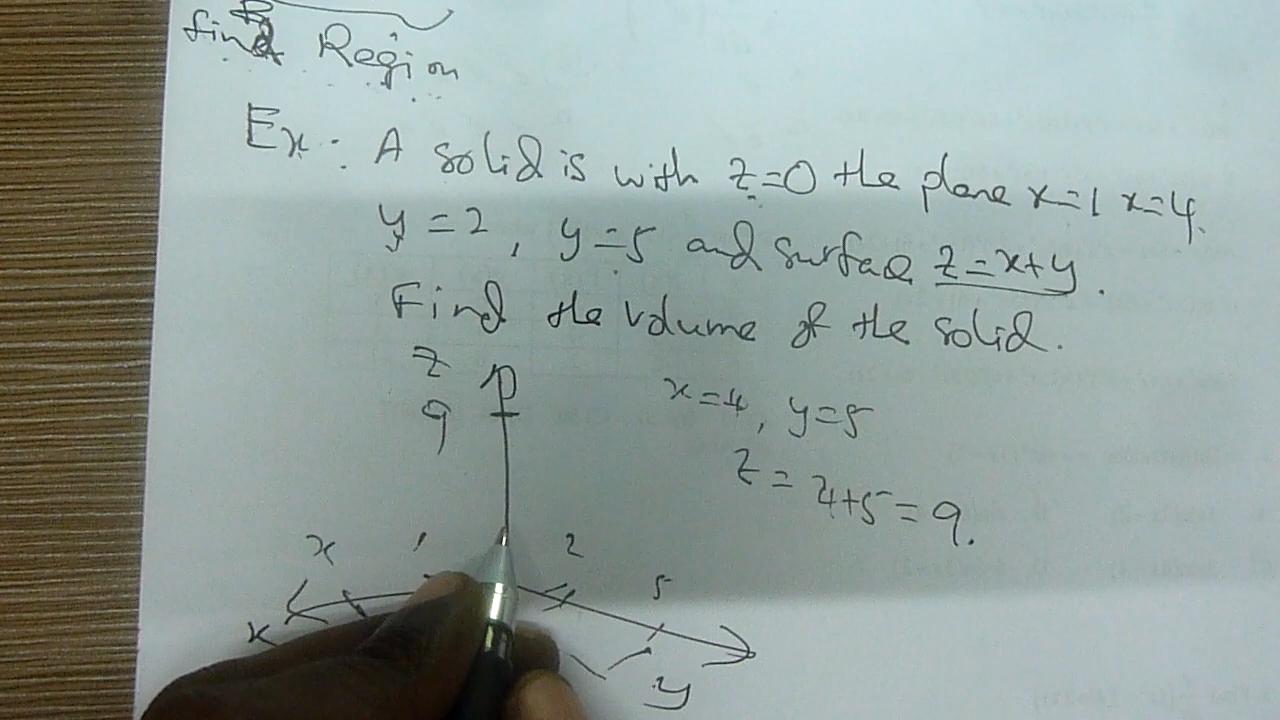 find Region
Ex: A solid is with z=0 the plane x=1 x=4.
y=2, y=5 and surface z=x+y.
Find the volume of the solid.
z
9
x=4, y=5
z = 4+5 = 9.
x 1 2 5
x
y